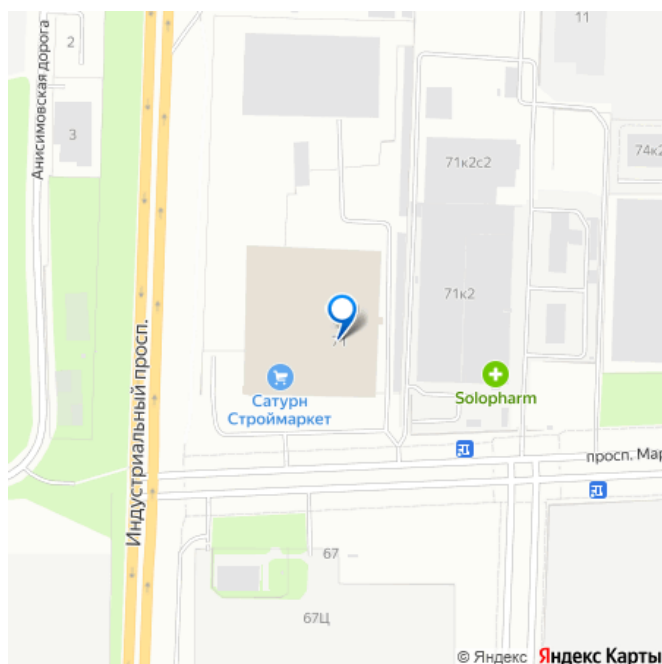 11
2
Анисимовская дорога
3
74к2
71к2с2
71к2
71
Индустриальный просп.
Сатурн
Строймаркет
Solopharm
просп. Мар
67
67Ц
© Яндекс Яндекс Карты